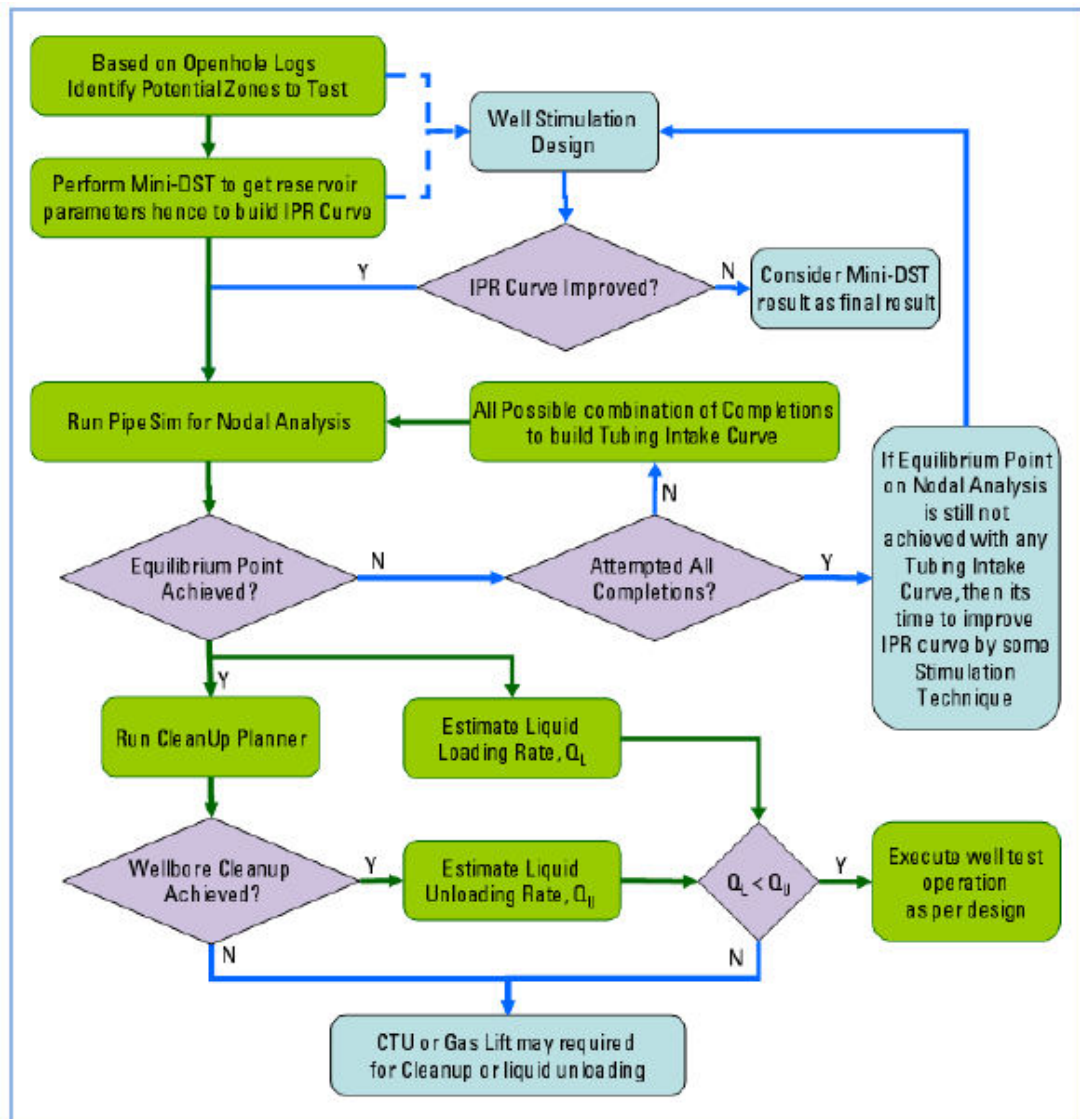 Based on Openhole Logs
Identify Potential Zones to Test
Well Stimulation
Design
Perform Mini-DST to get reservoir
parameters hence to build IPR Curve
Y
IPR Curve Improved?
N
Consider Mini-DST
result as final result
Run PipeSim for Nodal Analysis
All Possible combination of Completions
to build Tubing Intake Curve
If Equilibrium Point
on Nodal Analysis
is still not
achieved with any
Tubing Intake
Curve, then its
time to improve
IPR curve by some
Stimulation
Technique
N
Equilibrium Point
Achieved?
N
Attempted All
Completions?
Y
Y
Run CleanUp Planner
Estimate Liquid
Loading Rate, QL
Wellbore Cleanup
Achieved?
Y
Estimate Liquid
Unloading Rate, QU
QL < QU
Y
Execute well test
operation
as per design
N
N
CTU or Gas Lift may required
for Cleanup or liquid unloading